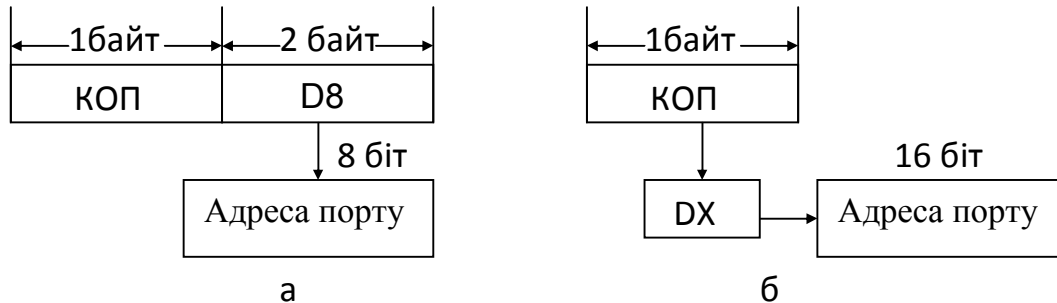 1байт 2 байт
КОП D8
8 біт
Адреса порту
а
1байт
КОП
16 біт
DX Адреса порту
б